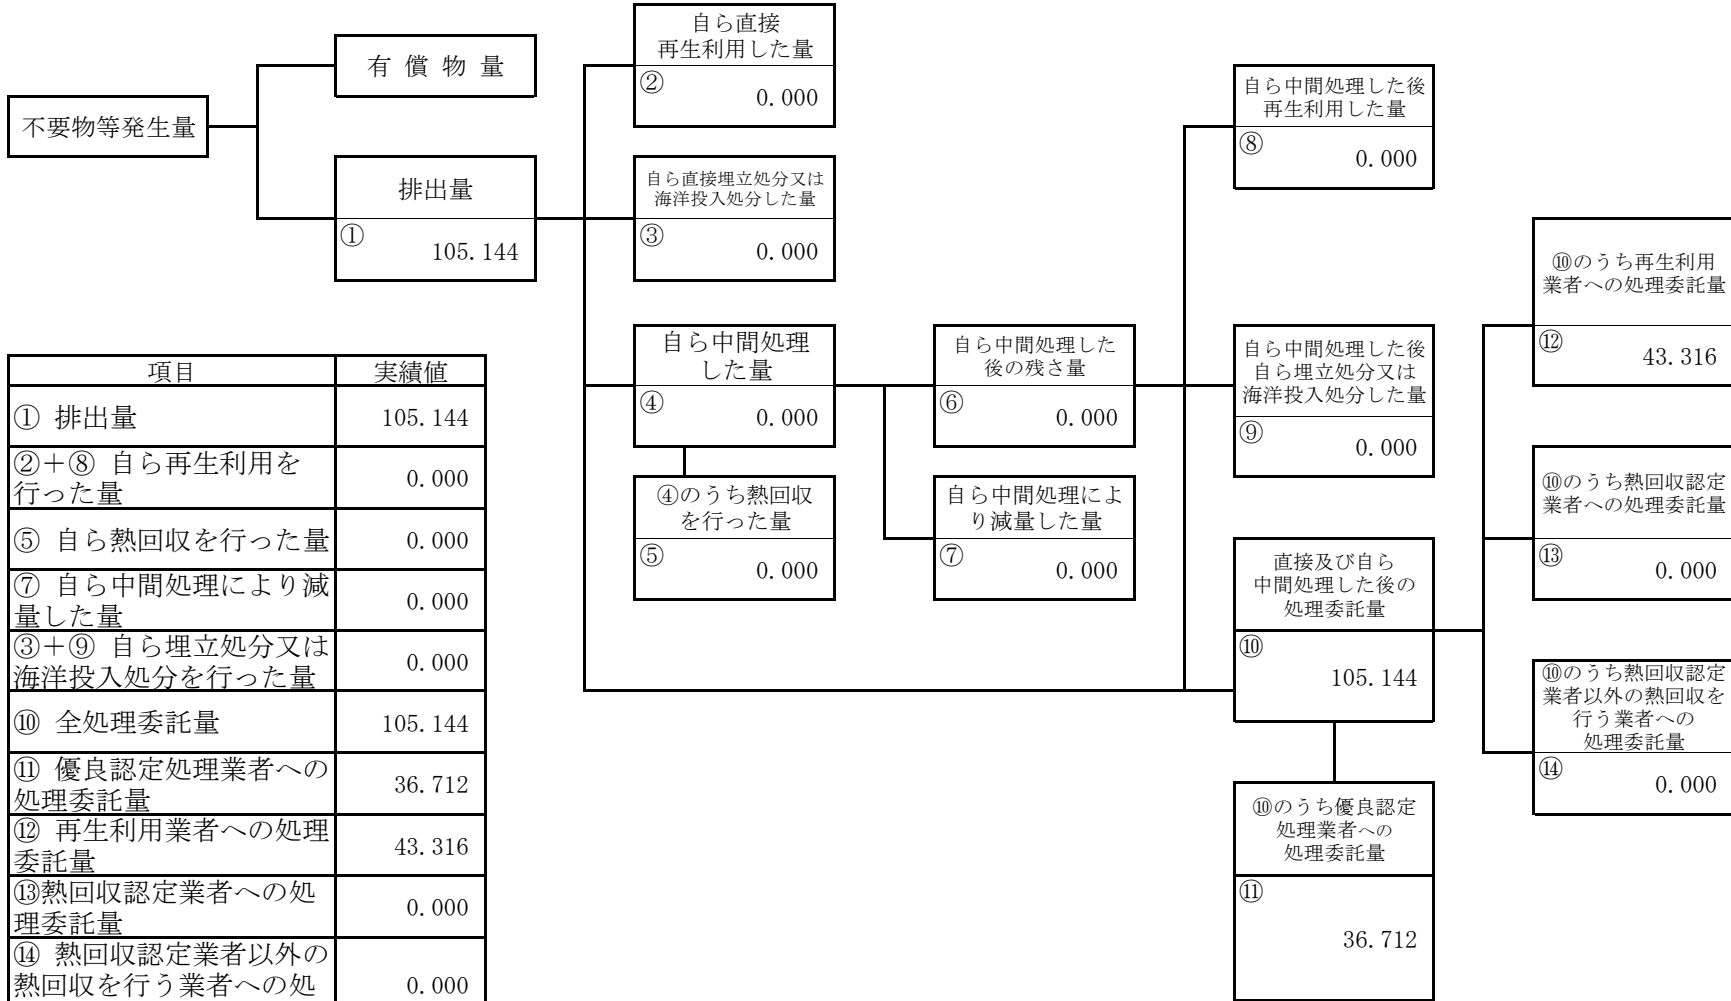 不要物等発生量
有 償 物 量
排出量
①
105.144
自ら直接
再生利用した量
②
0.000
自ら直接埋立処分又は
海洋投入処分した量
③
0.000
自ら中間処理
した量
④
0.000
④のうち熱回収
を行った量
⑤
0.000
自ら中間処理した
後の残さ量
⑥
0.000
自ら中間処理によ
り減量した量
⑦
0.000
自ら中間処理した後
再生利用した量
⑧
0.000
自ら中間処理した後
自ら埋立処分又は
海洋投入処分した量
⑨
0.000
直接及び自ら
中間処理した後の
処理委託量
⑩
105.144
⑩のうち優良認定
処理業者への
処理委託量
⑪
36.712
⑩のうち再生利用
業者への処理委託量
⑫
43.316
⑩のうち熱回収認定
業者への処理委託量
⑬
0.000
⑩のうち熱回収認定
業者以外の熱回収を
行う業者への
処理委託量
⑭
0.000
項目 実績値
① 排出量 105.144
②+⑧ 自ら再生利用を
行った量 0.000
⑤ 自ら熱回収を行った量 0.000
⑦ 自ら中間処理により減
量した量 0.000
③+⑨ 自ら埋立処分又は
海洋投入処分を行った量 0.000
⑩ 全処理委託量 105.144
⑪ 優良認定処理業者への
処理委託量 36.712
⑫ 再生利用業者への処理
委託量 43.316
⑬熱回収認定業者への処
理委託量 0.000
⑭ 熱回収認定業者以外の
熱回収を行う業者への処 0.000